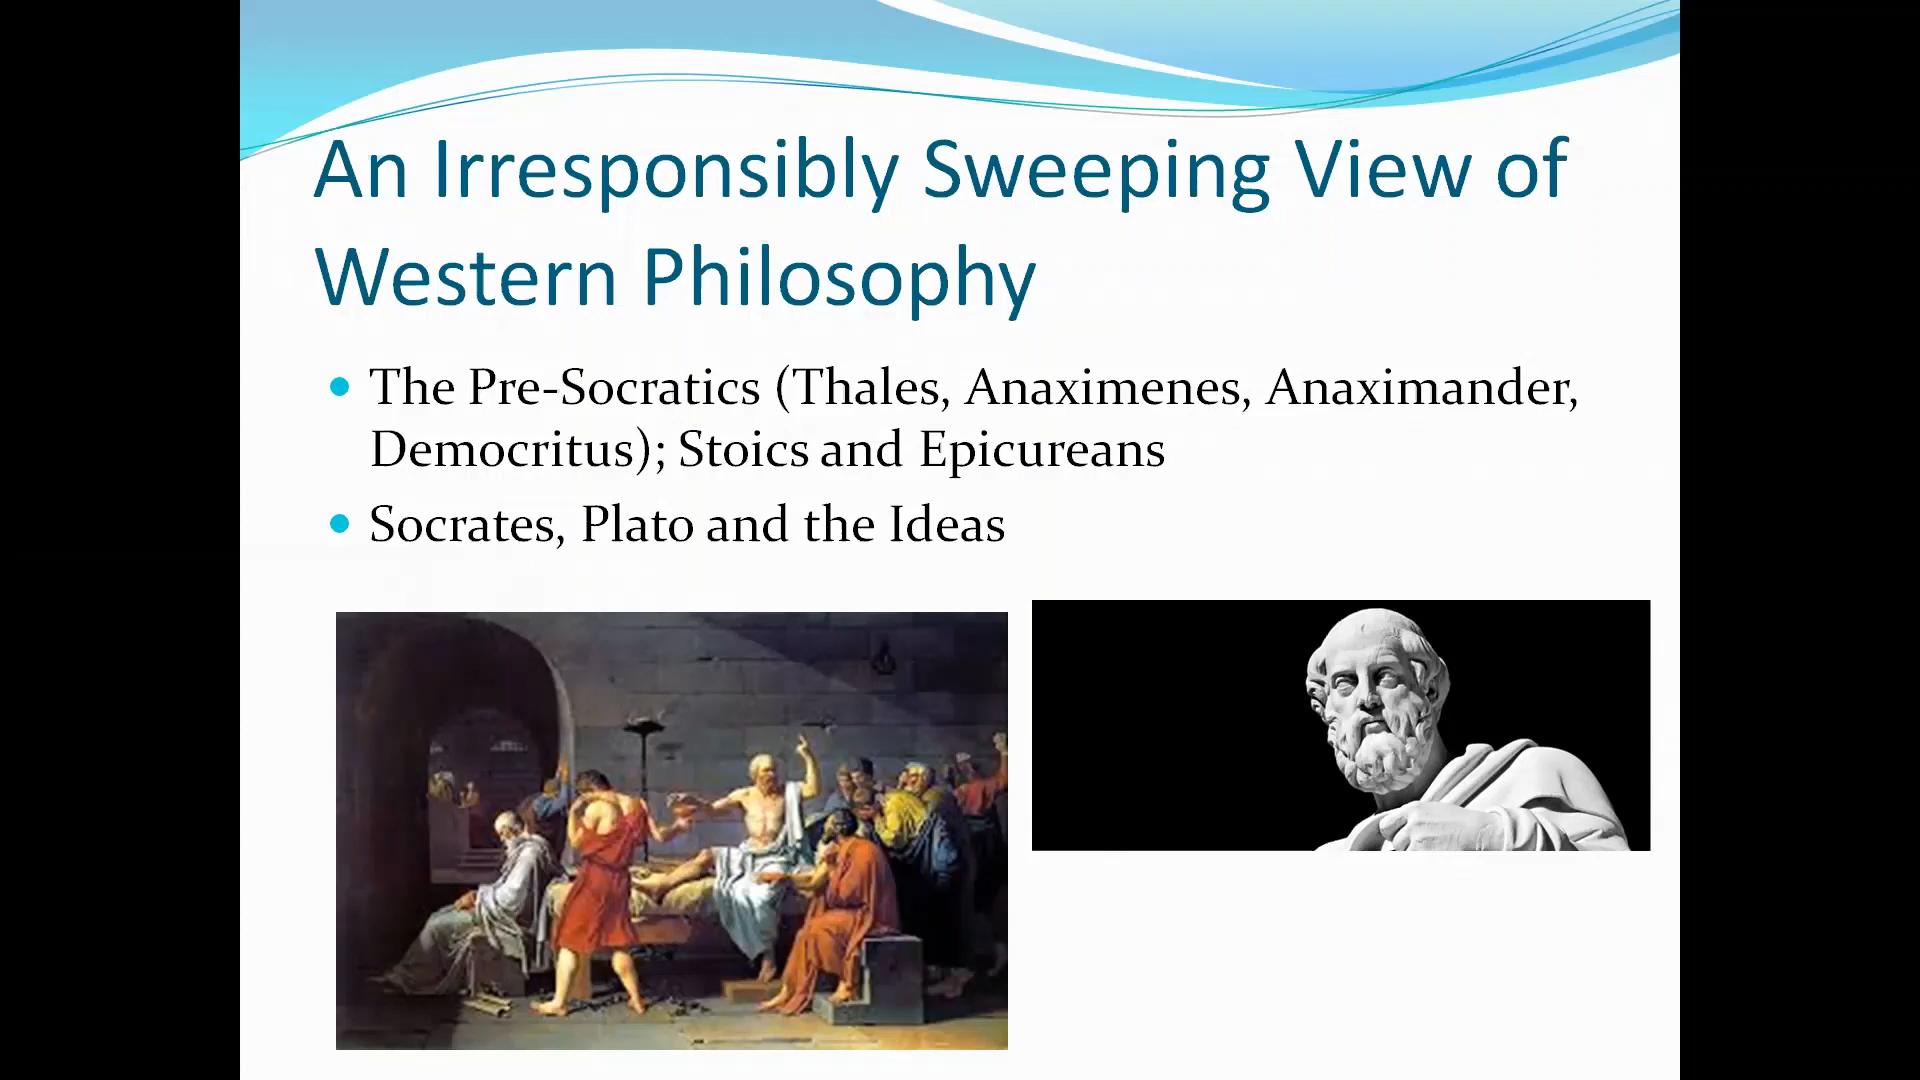 An Irresponsibly Sweeping View of
Western Philosophy
• The Pre-Socratics (Thales, Anaximenes, Anaximander,
Democritus); Stoics and Epicureans
• Socrates, Plato and the Ideas